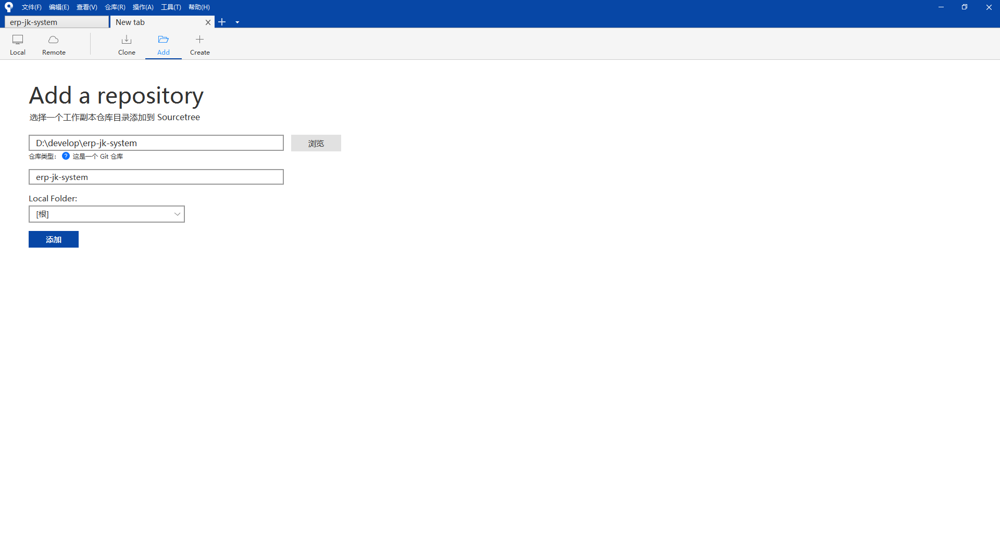 文件(F) 编辑(E) 查看(V) 仓库(R) 操作(A) 工具(T) 帮助(H)
erp-jk-system New tab
Local Remote Clone Add Create
Add a repository
选择一个工作副本仓库目录添加到 Sourcetree
D:\develop\erp-jk-system 浏览
仓库类型： ? 这是一个 Git 仓库
erp-jk-system
Local Folder:
[根]
添加